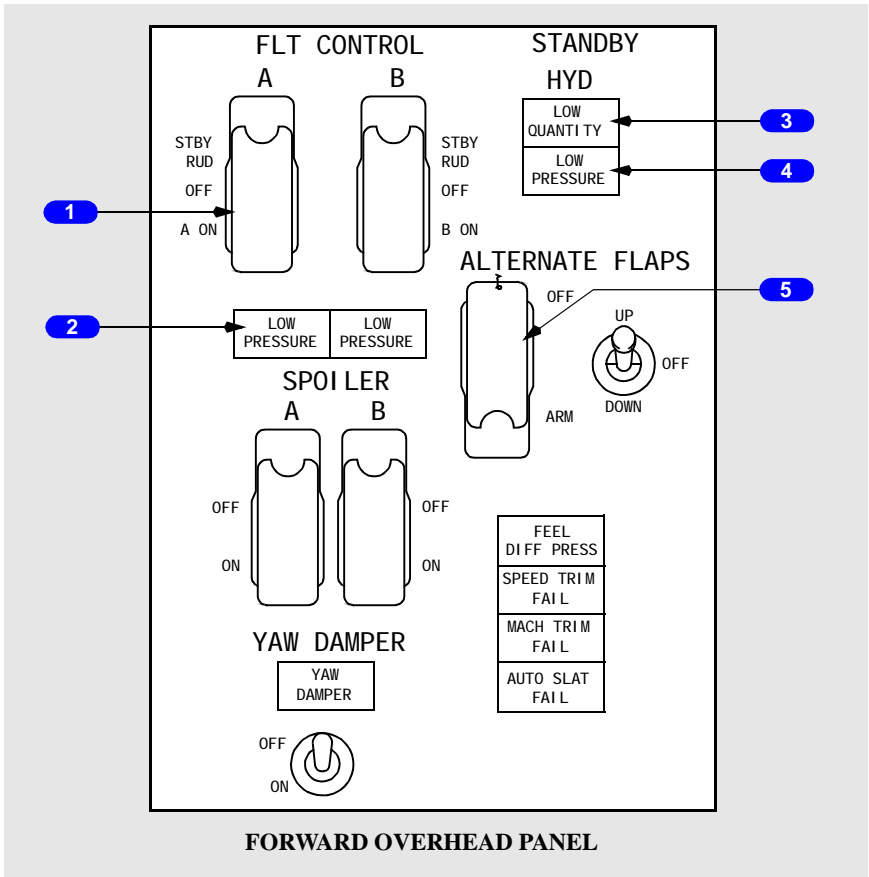 FLT CONTROL
A
B
STBY
RUD
OFF
A ON
STBY
RUD
OFF
B ON
1
LOW
PRESSURE
LOW
PRESSURE
2
STANDBY
HYD
LOW
QUANTITY
3
LOW
PRESSURE
4
ALTERNATE FLAPS
OFF
ARM
5
UP
OFF
DOWN
SPOILER
A
B
OFF
ON
OFF
ON
FEEL
DIFF PRESS
SPEED TRIM
FAIL
MACH TRIM
FAIL
AUTO SLAT
FAIL
YAW DAMPER
YAW
DAMPER
OFF
ON
FORWARD OVERHEAD PANEL